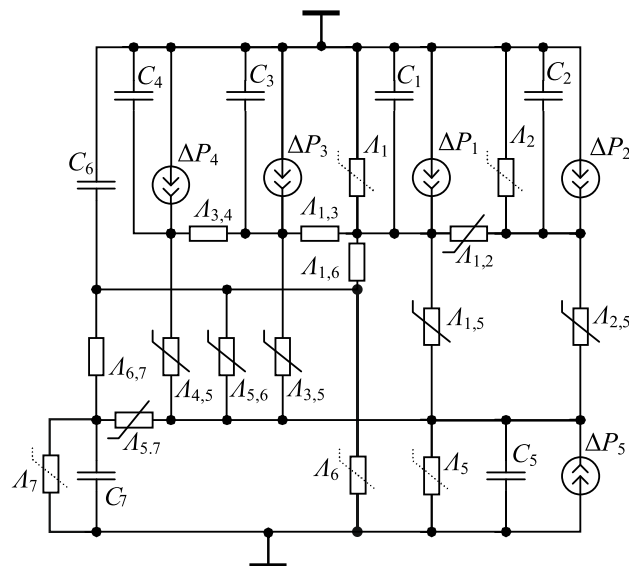 C₄ C₃ C₁ C₂
Λ₁ Λ₂
C₆ ΔP₄ ΔP₃ ΔP₁ ΔP₂
Λ₃,₄ Λ₁,₃
Λ₁,₆ Λ₁,₂
Λ₁,₅ Λ₂,₅
Λ₆,₇ Λ₄,₅ Λ₅,₆ Λ₃,₅
Λ₅.₇
Λ₇ C₇ Λ₆ Λ₅ C₅ ΔP₅